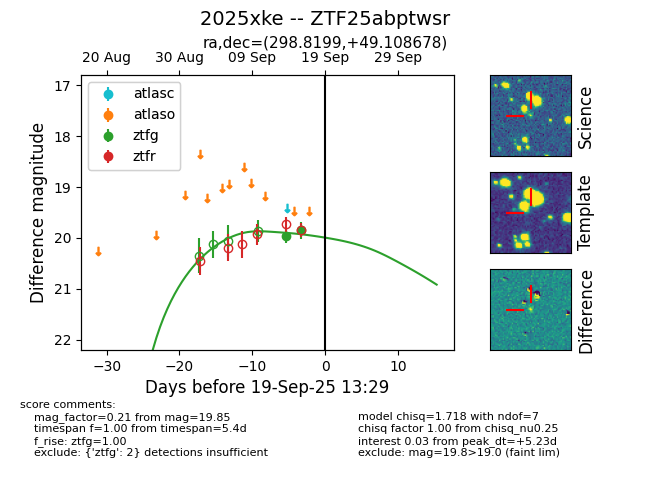 2025xke -- ZTF25abptwsr
ra,dec=(298.8199,+49.108678)
20 Aug 30 Aug 09 Sep 19 Sep 29 Sep
atlasc
atlaso
ztfg
ztfr
17
18
19
20
21
22
Difference magnitude
−30 −20 −10 0 10
Days before 19-Sep-25 13:29
Science
Template
Difference
score comments:
mag_factor=0.21 from mag=19.85
timespan f=1.00 from timespan=5.4d
f_rise: ztfg=1.00
exclude: {'ztfg': 2} detections insufficient
model chisq=1.718 with ndof=7
chisq factor 1.00 from chisq_nu0.25
interest 0.03 from peak_dt=+5.23d
exclude: mag=19.8>19.0 (faint lim)